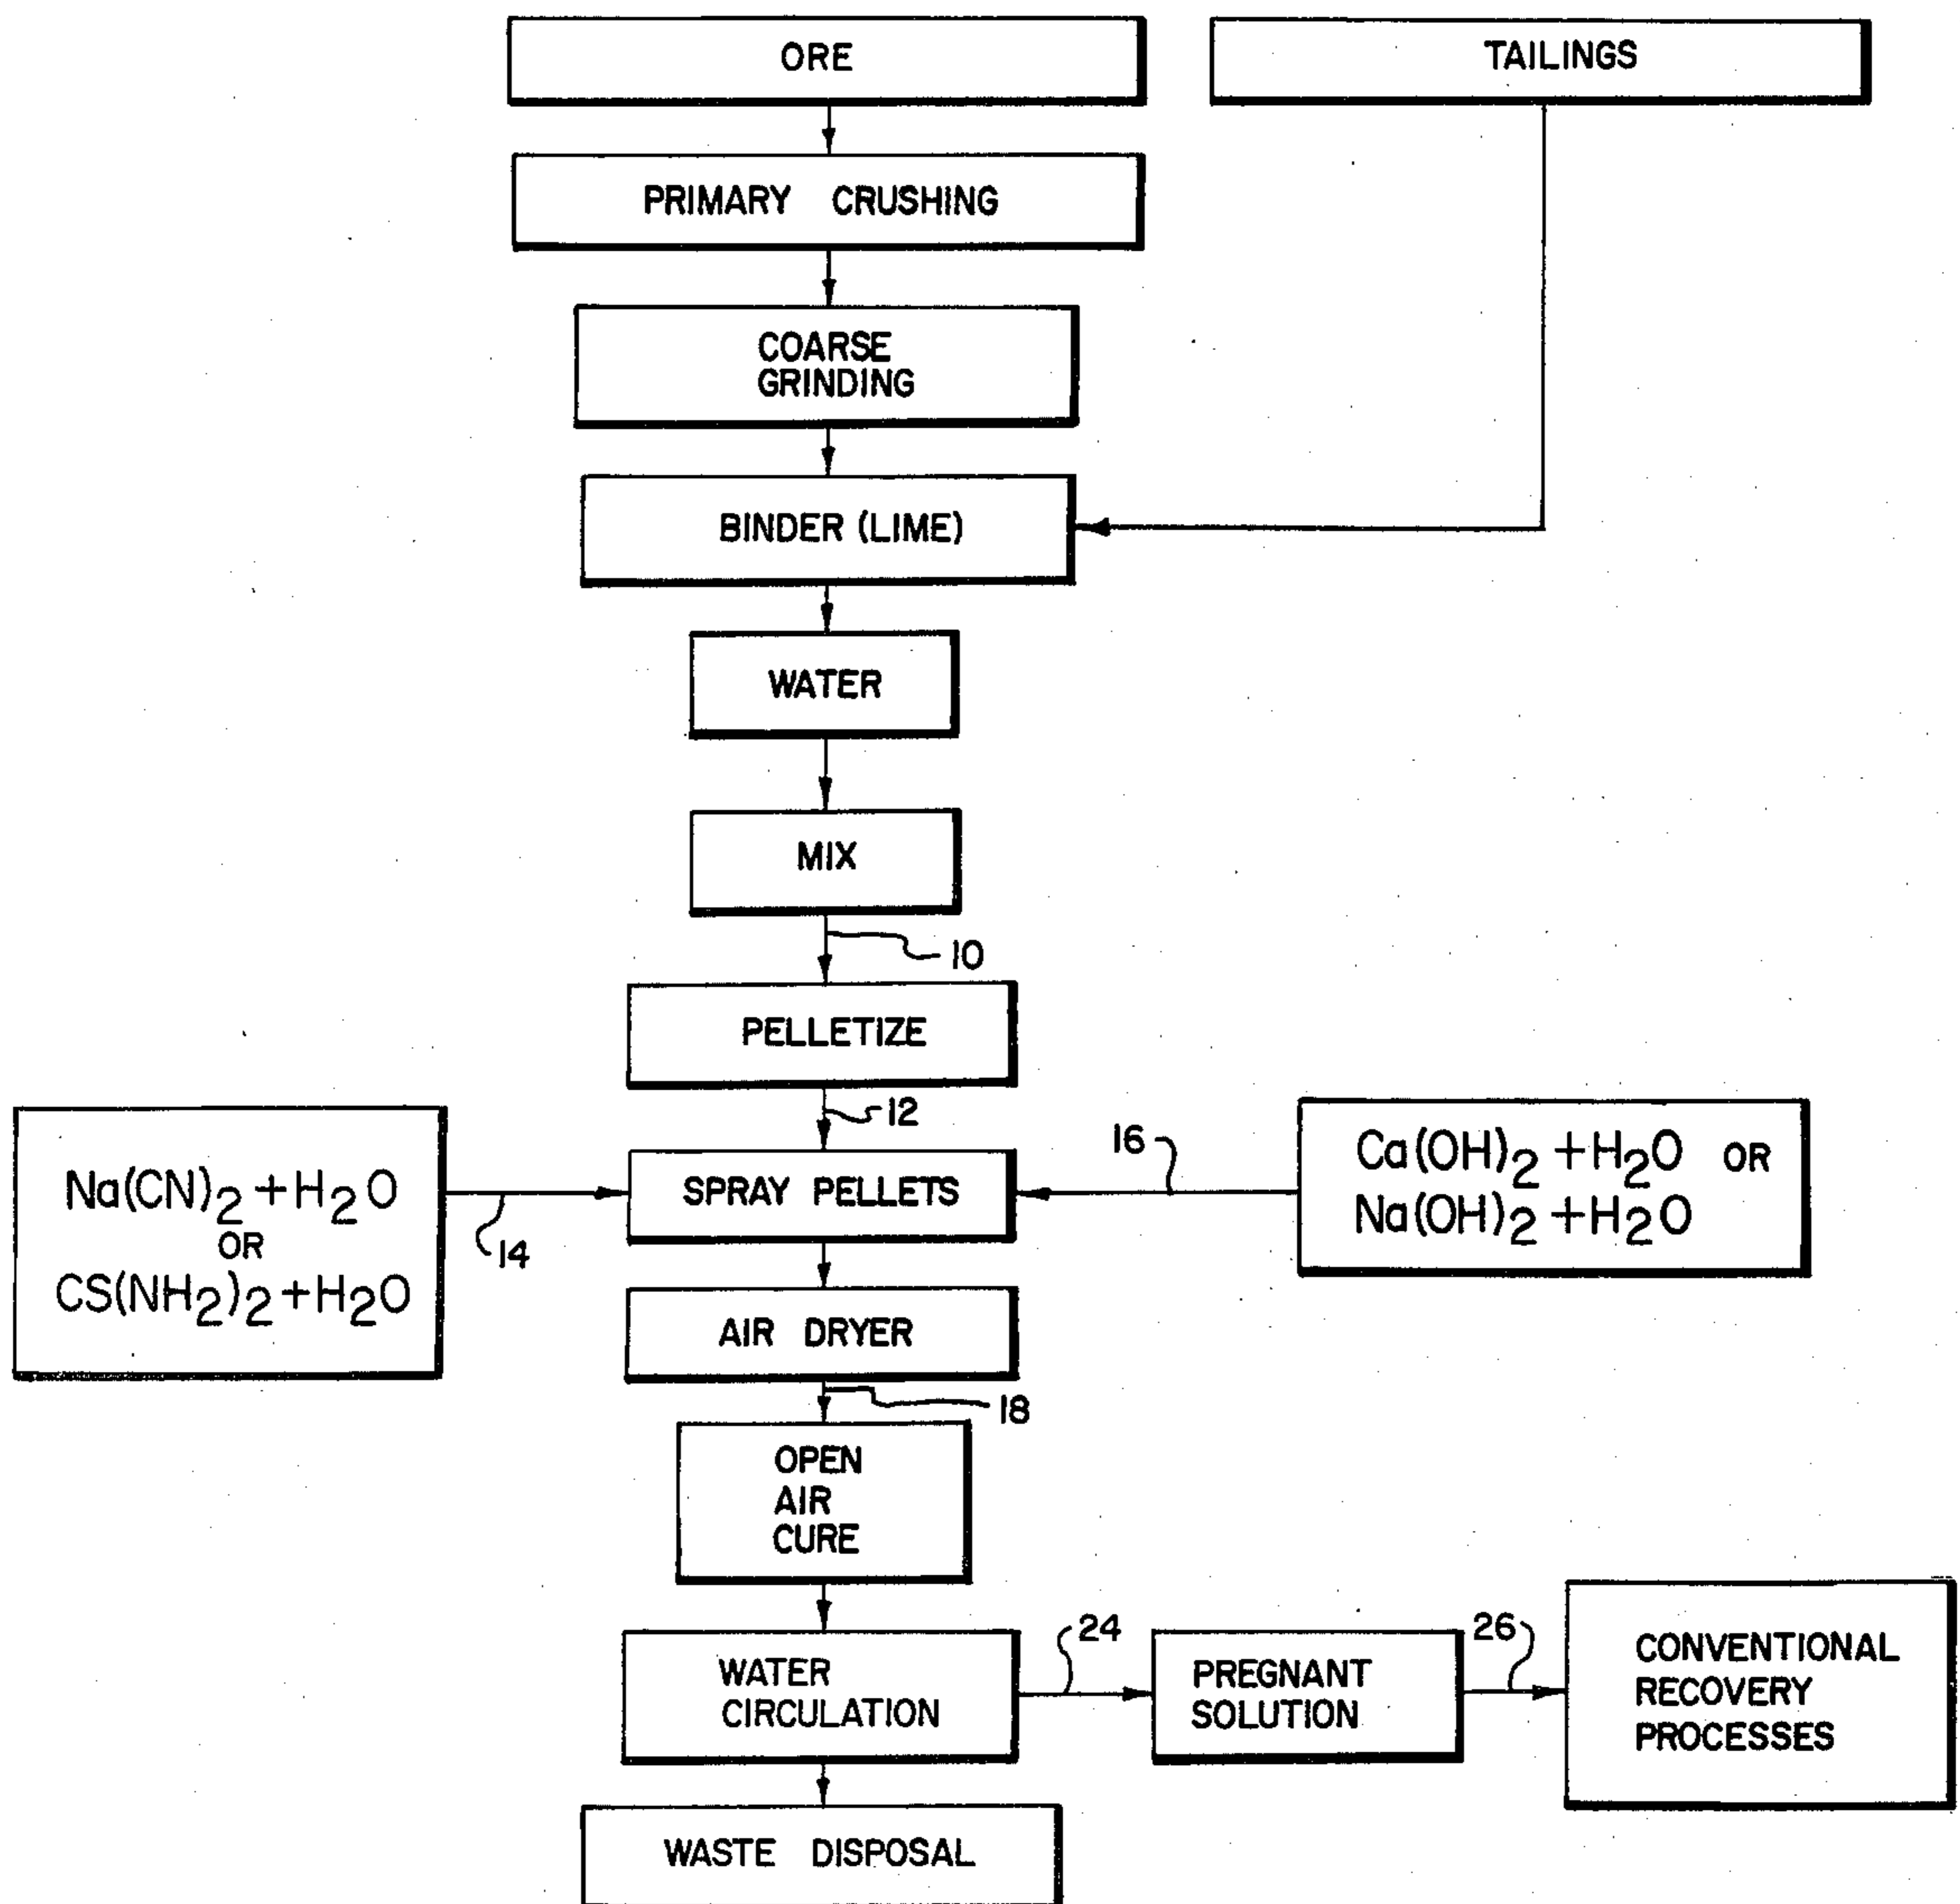 ORE
TAILINGS
PRIMARY CRUSHING
COARSE
GRINDING
BINDER (LIME)
WATER
MIX
10
PELLETIZE
12
Na(CN)2 +H2O
OR
CS(NH2)2 +H2O
14
SPRAY PELLETS
16
Ca(OH)2 +H2O OR
Na(OH)2 +H2O
AIR DRYER
18
OPEN
AIR
CURE
WATER
CIRCULATION
24
PREGNANT
SOLUTION
26
CONVENTIONAL
RECOVERY
PROCESSES
WASTE DISPOSAL